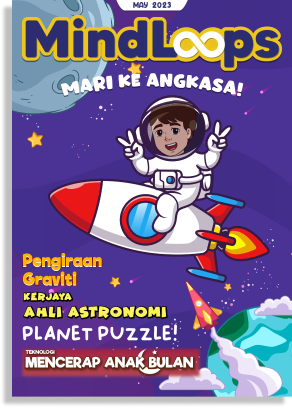 MAY 2023
MindLoops
MARI KE ANGKASA!
Pengiraan
Graviti
KERJAYA
AHLI ASTRONOMI
PLANET PUZZLE!
TEKNOLOGI
MENCERAP ANAK BULAN